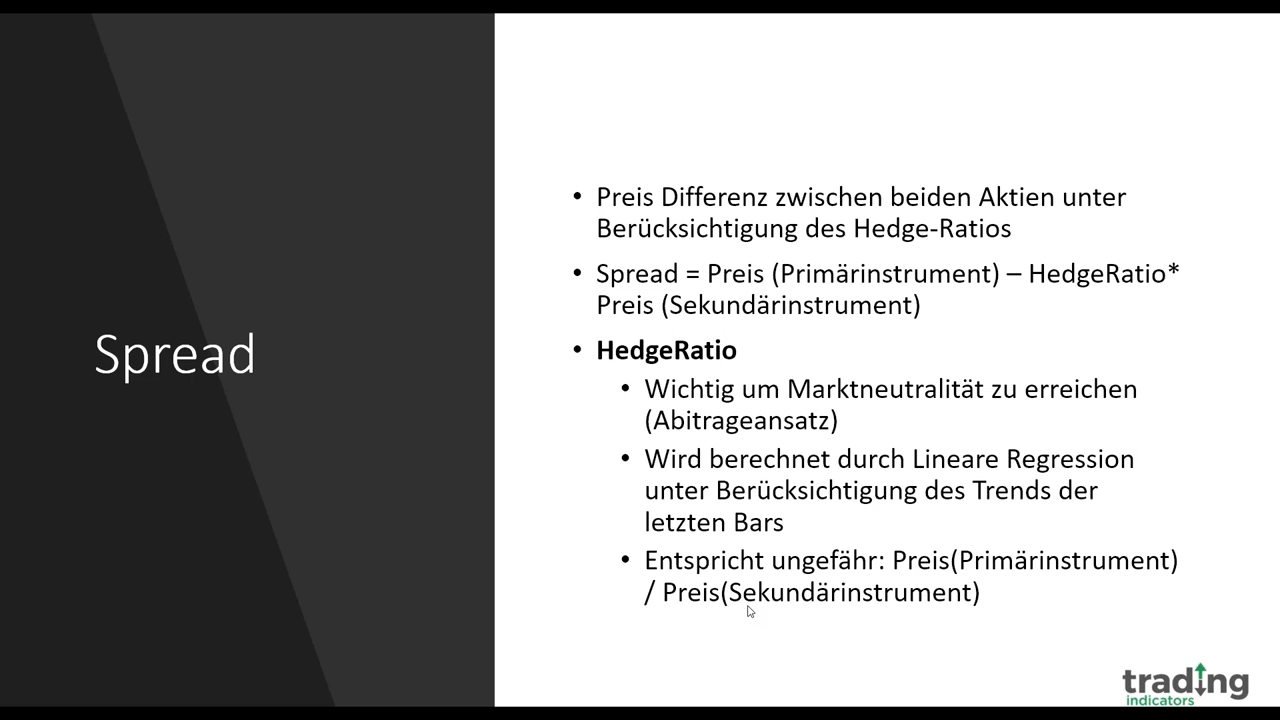 Spread
• Preis Differenz zwischen beiden Aktien unter
Berücksichtigung des Hedge-Ratios
• Spread = Preis (Primärinstrument) – HedgeRatio*
Preis (Sekundärinstrument)
• HedgeRatio
• Wichtig um Marktneutralität zu erreichen
(Abitrageansatz)
• Wird berechnet durch Lineare Regression
unter Berücksichtigung des Trends der
letzten Bars
• Entspricht ungefähr: Preis(Primärinstrument)
/ Preis(Sekundärinstrument)
trading
indicators